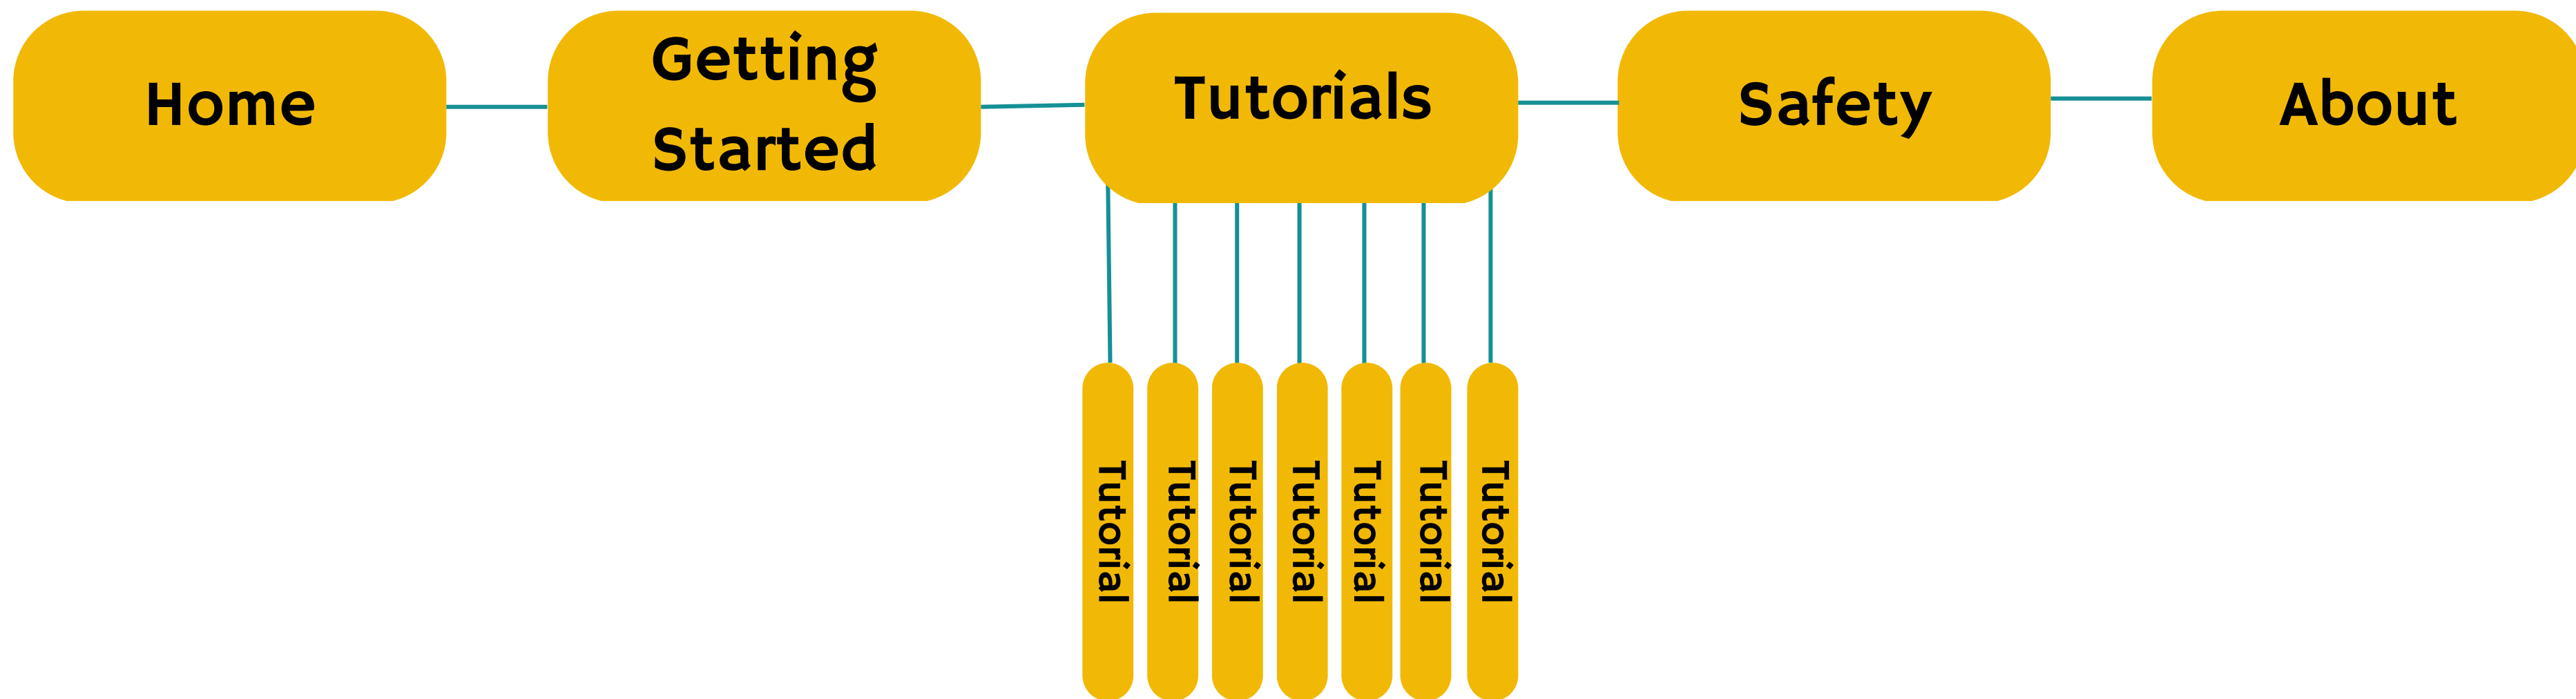 Home
Getting
Started
Tutorials
Safety
About
Tutorial
Tutorial
Tutorial
Tutorial
Tutorial
Tutorial
Tutorial